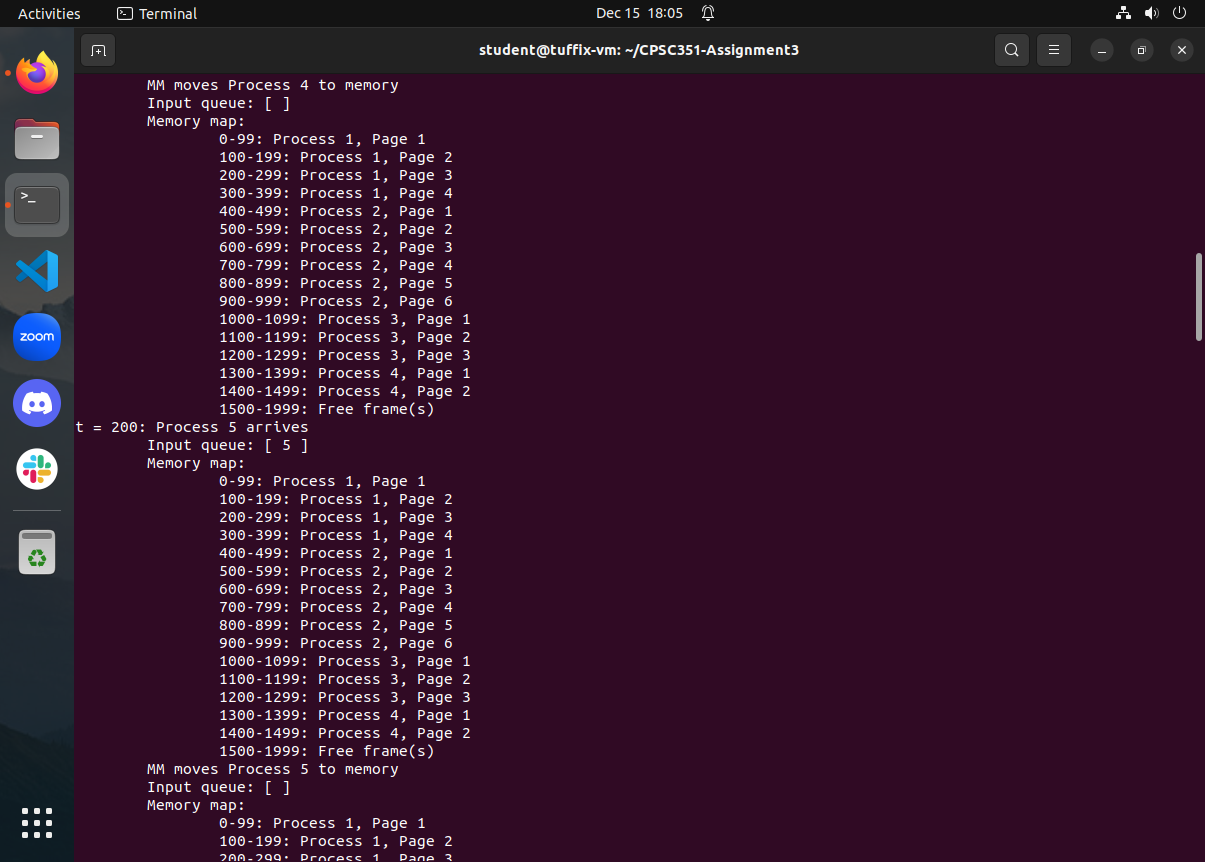 Activities Terminal Dec 15 18:05
student@tuffix-vm: ~/CPSC351-Assignment3
MM moves Process 4 to memory
Input queue: [ ]
Memory map:
0-99: Process 1, Page 1
100-199: Process 1, Page 2
200-299: Process 1, Page 3
300-399: Process 1, Page 4
400-499: Process 2, Page 1
500-599: Process 2, Page 2
600-699: Process 2, Page 3
700-799: Process 2, Page 4
800-899: Process 2, Page 5
900-999: Process 2, Page 6
1000-1099: Process 3, Page 1
1100-1199: Process 3, Page 2
1200-1299: Process 3, Page 3
1300-1399: Process 4, Page 1
1400-1499: Process 4, Page 2
1500-1999: Free frame(s)
t = 200: Process 5 arrives
Input queue: [ 5 ]
Memory map:
0-99: Process 1, Page 1
100-199: Process 1, Page 2
200-299: Process 1, Page 3
300-399: Process 1, Page 4
400-499: Process 2, Page 1
500-599: Process 2, Page 2
600-699: Process 2, Page 3
700-799: Process 2, Page 4
800-899: Process 2, Page 5
900-999: Process 2, Page 6
1000-1099: Process 3, Page 1
1100-1199: Process 3, Page 2
1200-1299: Process 3, Page 3
1300-1399: Process 4, Page 1
1400-1499: Process 4, Page 2
1500-1999: Free frame(s)
MM moves Process 5 to memory
Input queue: [ ]
Memory map:
0-99: Process 1, Page 1
100-199: Process 1, Page 2
200-299: Process 1, Page 3
zoom